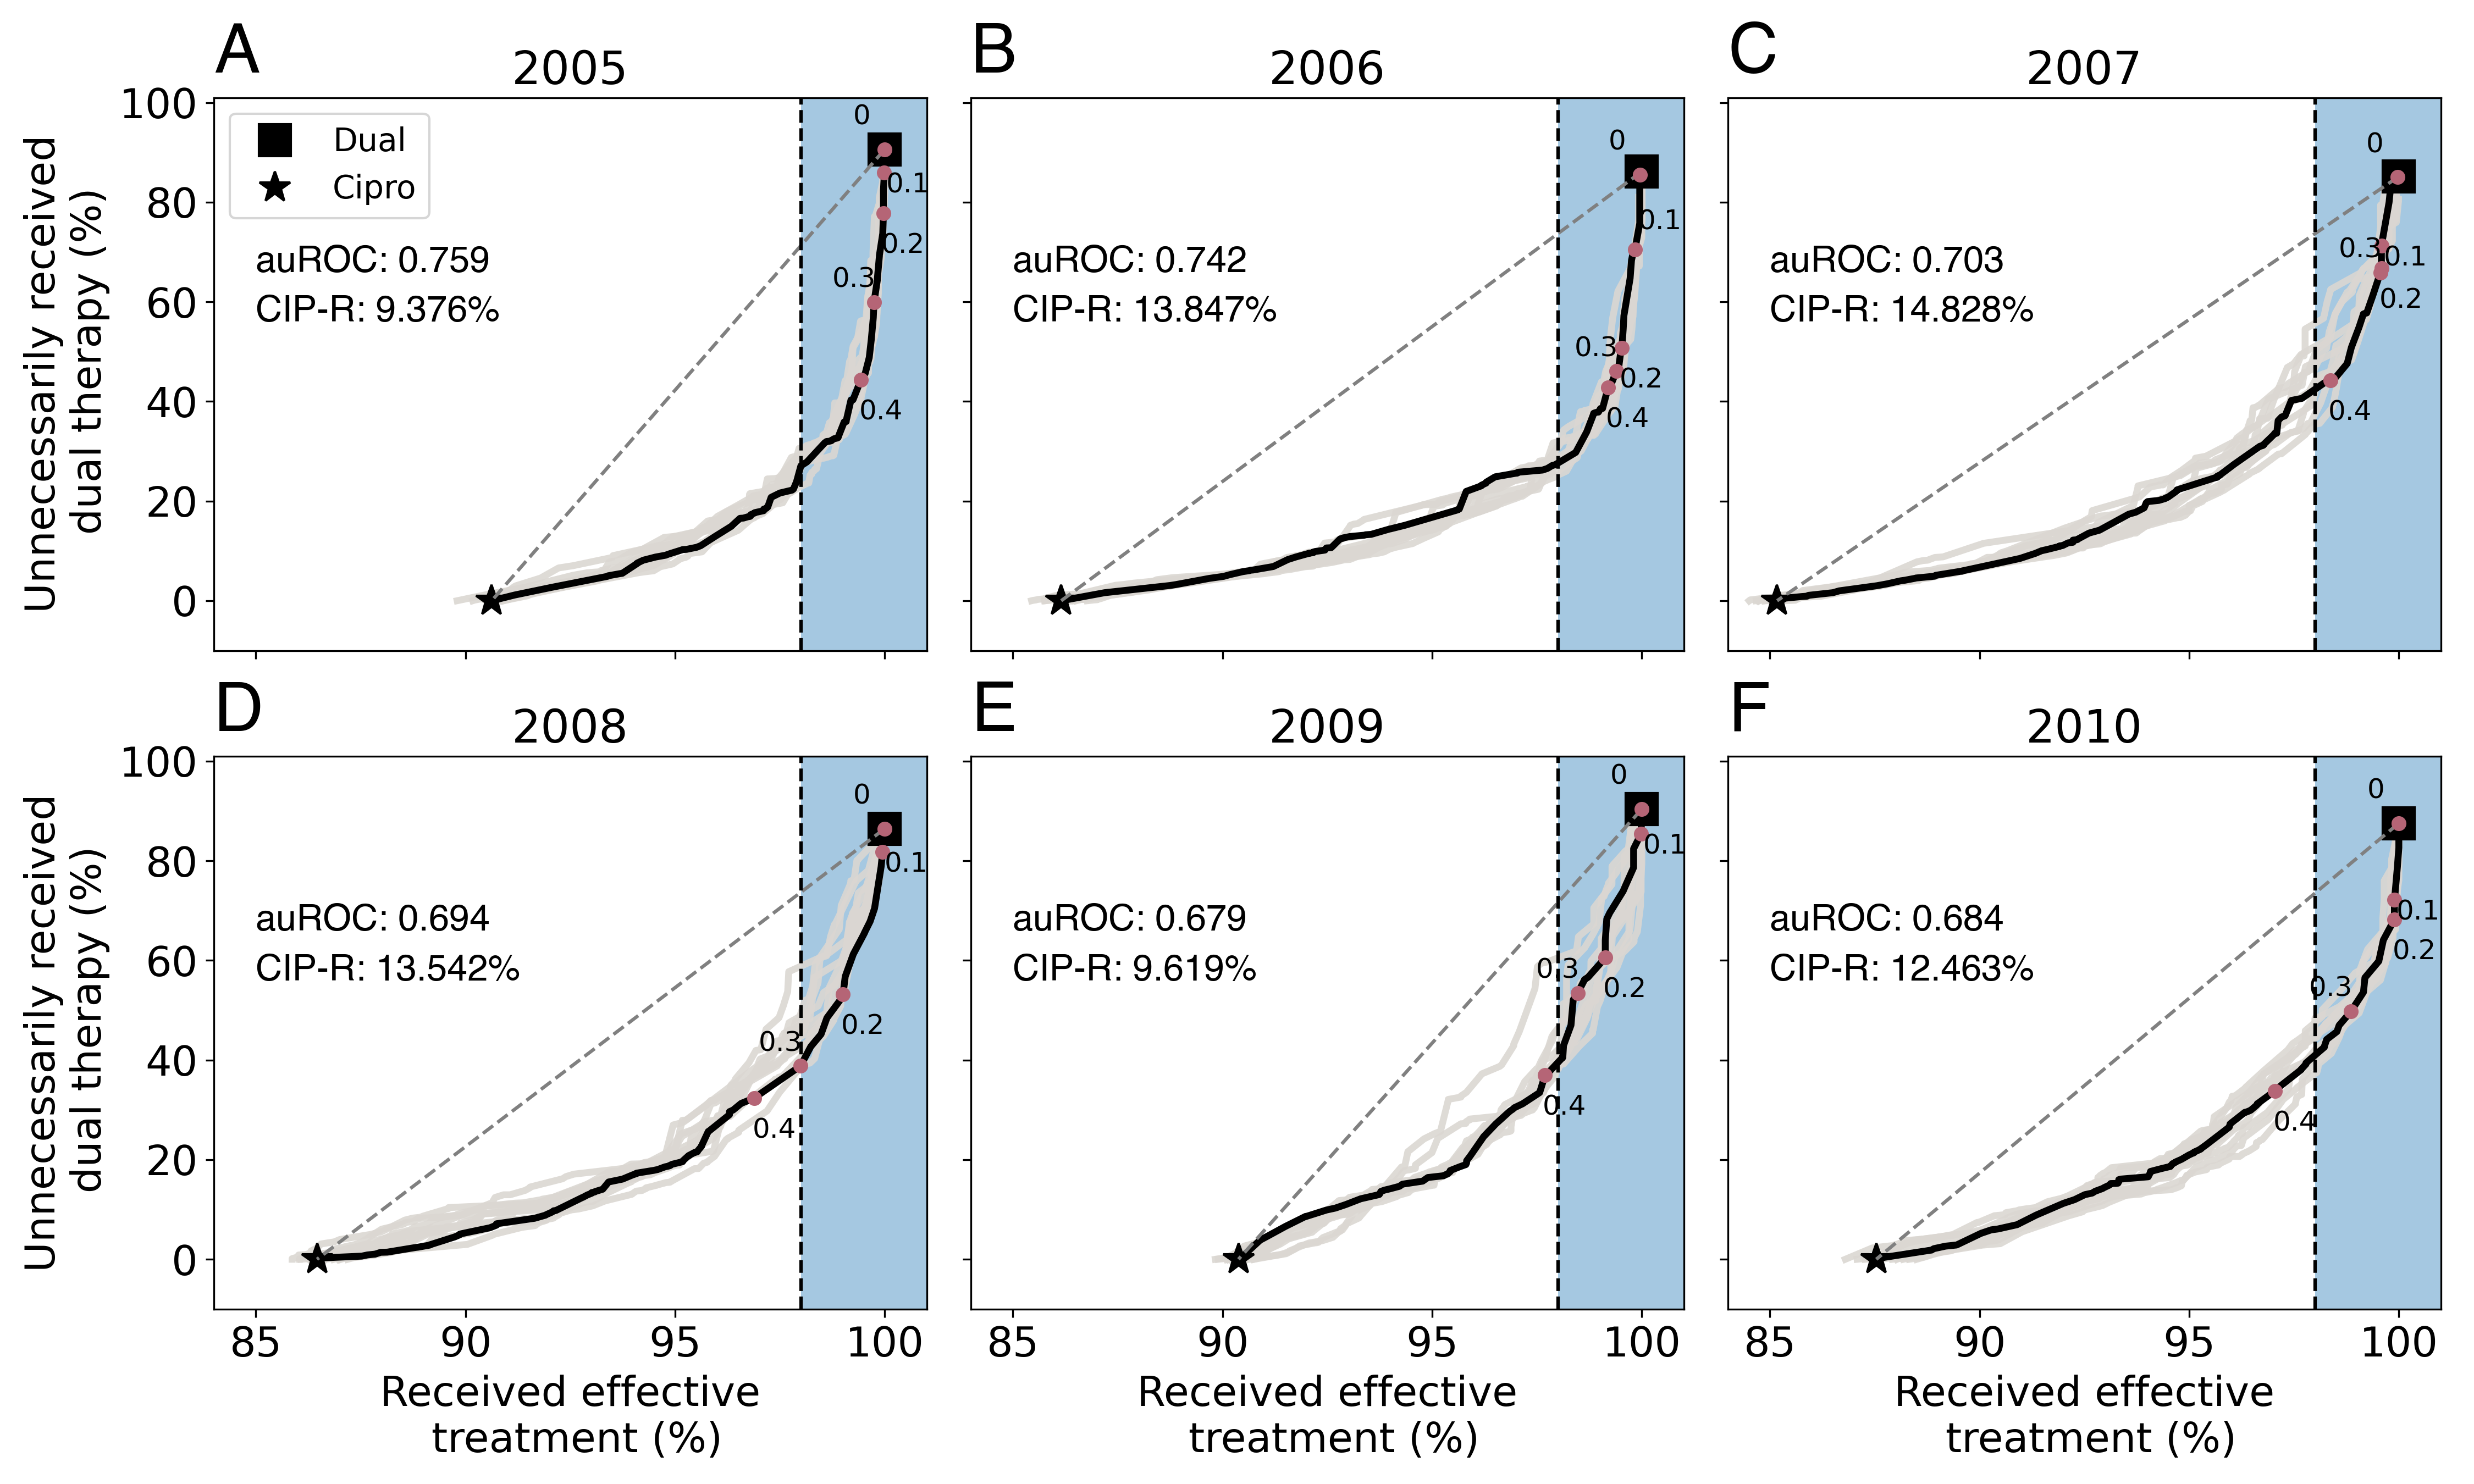 A
2005
B
2006
C
2007
Unnecessarily received
dual therapy (%)
100
80
60
40
20
0
Dual
Cipro
auROC: 0.759
CIP-R: 9.376%
0
0.1
0.2
0.3
0.4
auROC: 0.742
CIP-R: 13.847%
0
0.1
0.3
0.2
0.4
auROC: 0.703
CIP-R: 14.828%
0
0.3
0.1
0.2
0.4
D
2008
E
2009
F
2010
Unnecessarily received
dual therapy (%)
100
80
60
40
20
0
auROC: 0.694
CIP-R: 13.542%
0
0.1
0.2
0.3
0.4
auROC: 0.679
CIP-R: 9.619%
0
0.1
0.3
0.2
0.4
auROC: 0.684
CIP-R: 12.463%
0
0.1
0.2
0.3
0.4
85 90 95 100
85 90 95 100
85 90 95 100
Received effective
treatment (%)
Received effective
treatment (%)
Received effective
treatment (%)